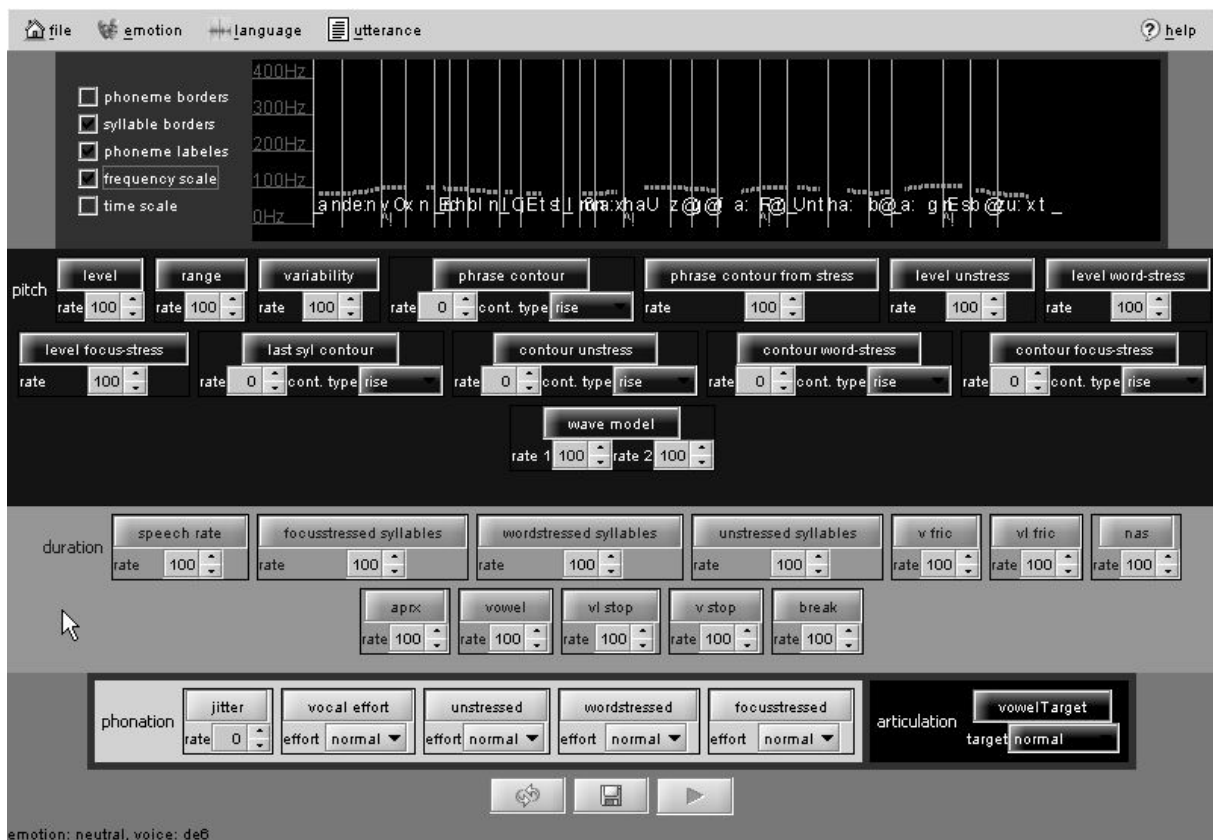 file emotion language utterance help
400Hz
phoneme borders
300Hz
syllable borders
200Hz
phoneme labeles
100Hz
frequency scale
time scale
0Hz
pitch level range variability phrase contour phrase contour from stress level unstress level word-stress
rate 100 rate 100 rate 100 rate 0 cont. type rise rate 100 rate 100 rate 100
level focus-stress last syl contour contour unstress contour word-stress contour focus-stress
rate 100 rate 0 cont. type rise rate 0 cont. type rise rate 0 cont. type rise rate 0 cont. type rise
wave model
rate 1 100 rate 2 100
duration speech rate focusstressed syllables wordstressed syllables unstressed syllables v fric vl fric nas
rate 100 rate 100 rate 100 rate 100 rate 100 rate 100 rate 100
aprx vowel vl stop v stop break
rate 100 rate 100 rate 100 rate 100 rate 100
phonation jitter vocal effort unstressed wordstressed focusstressed articulation vowelTarget
rate 0 effort normal effort normal effort normal effort normal target normal
emotion: neutral, voice: de6